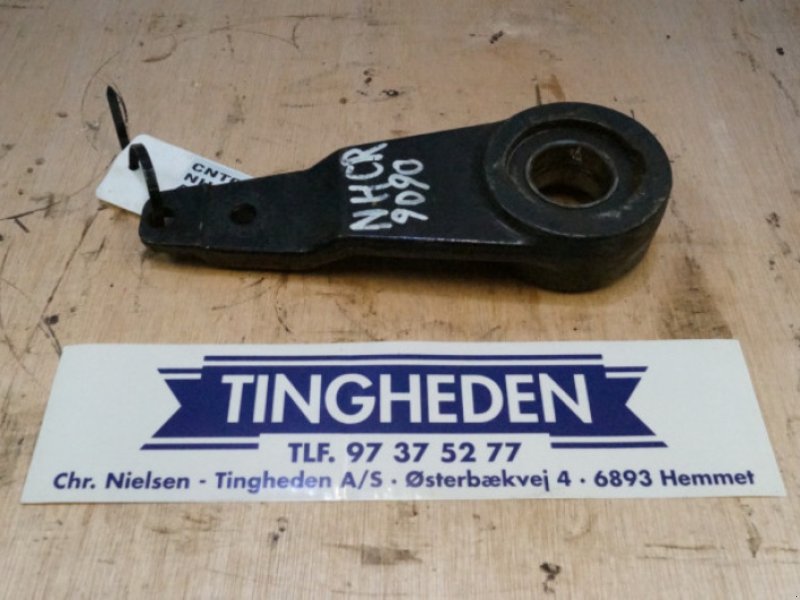 NHCR
9090
TINGHEDEN
TLF. 97 37 52 77
Chr. Nielsen - Tingheden A/S · Østerbækvej 4 · 6893 Hemmet